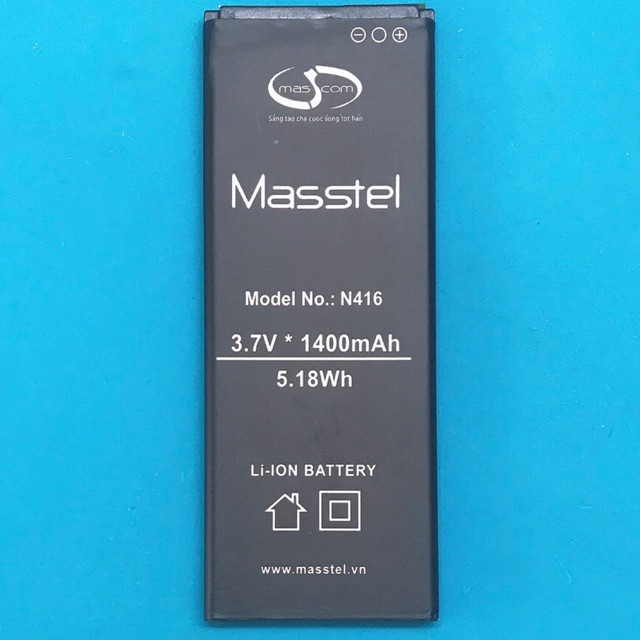 mascom
Sáng tạo cho cuộc sống tốt hơn
Masstel
Model No.: N416
3.7V * 1400mAh
5.18Wh
Li-ION BATTERY
www.masstel.vn